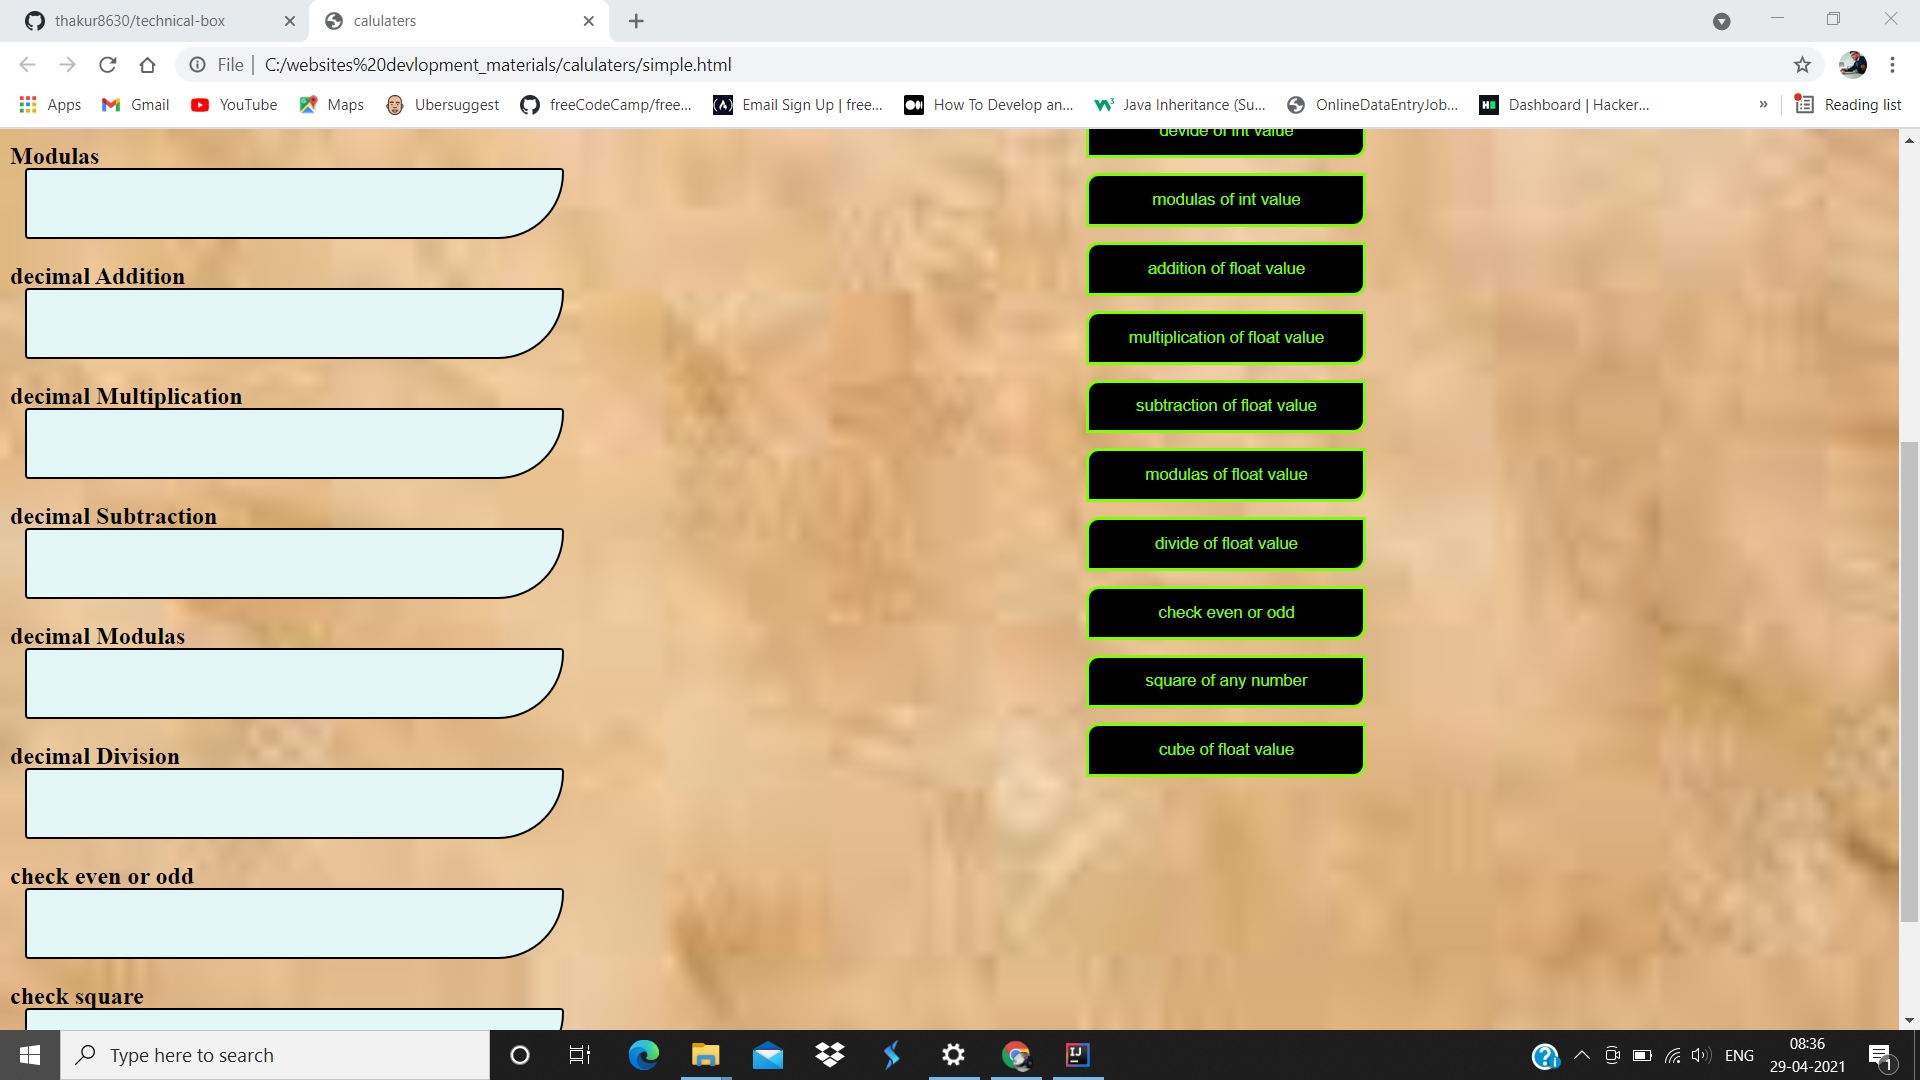 thakur8630/technical-box
calulaters
File
C:/websites%20devlopment_materials/calulaters/simple.html
Apps
Gmail
YouTube
Maps
Ubersuggest
freeCodeCamp/free...
Email Sign Up | free...
How To Develop an...
Java Inheritance (Su...
OnlineDataEntryJob...
Dashboard | Hacker...
»
Reading list
Modulas
decimal Addition
decimal Multiplication
decimal Subtraction
decimal Modulas
decimal Division
check even or odd
check square
devide of int value
modulas of int value
addition of float value
multiplication of float value
subtraction of float value
modulas of float value
divide of float value
check even or odd
square of any number
cube of float value
Type here to search
ENG
08:36
29-04-2021
1